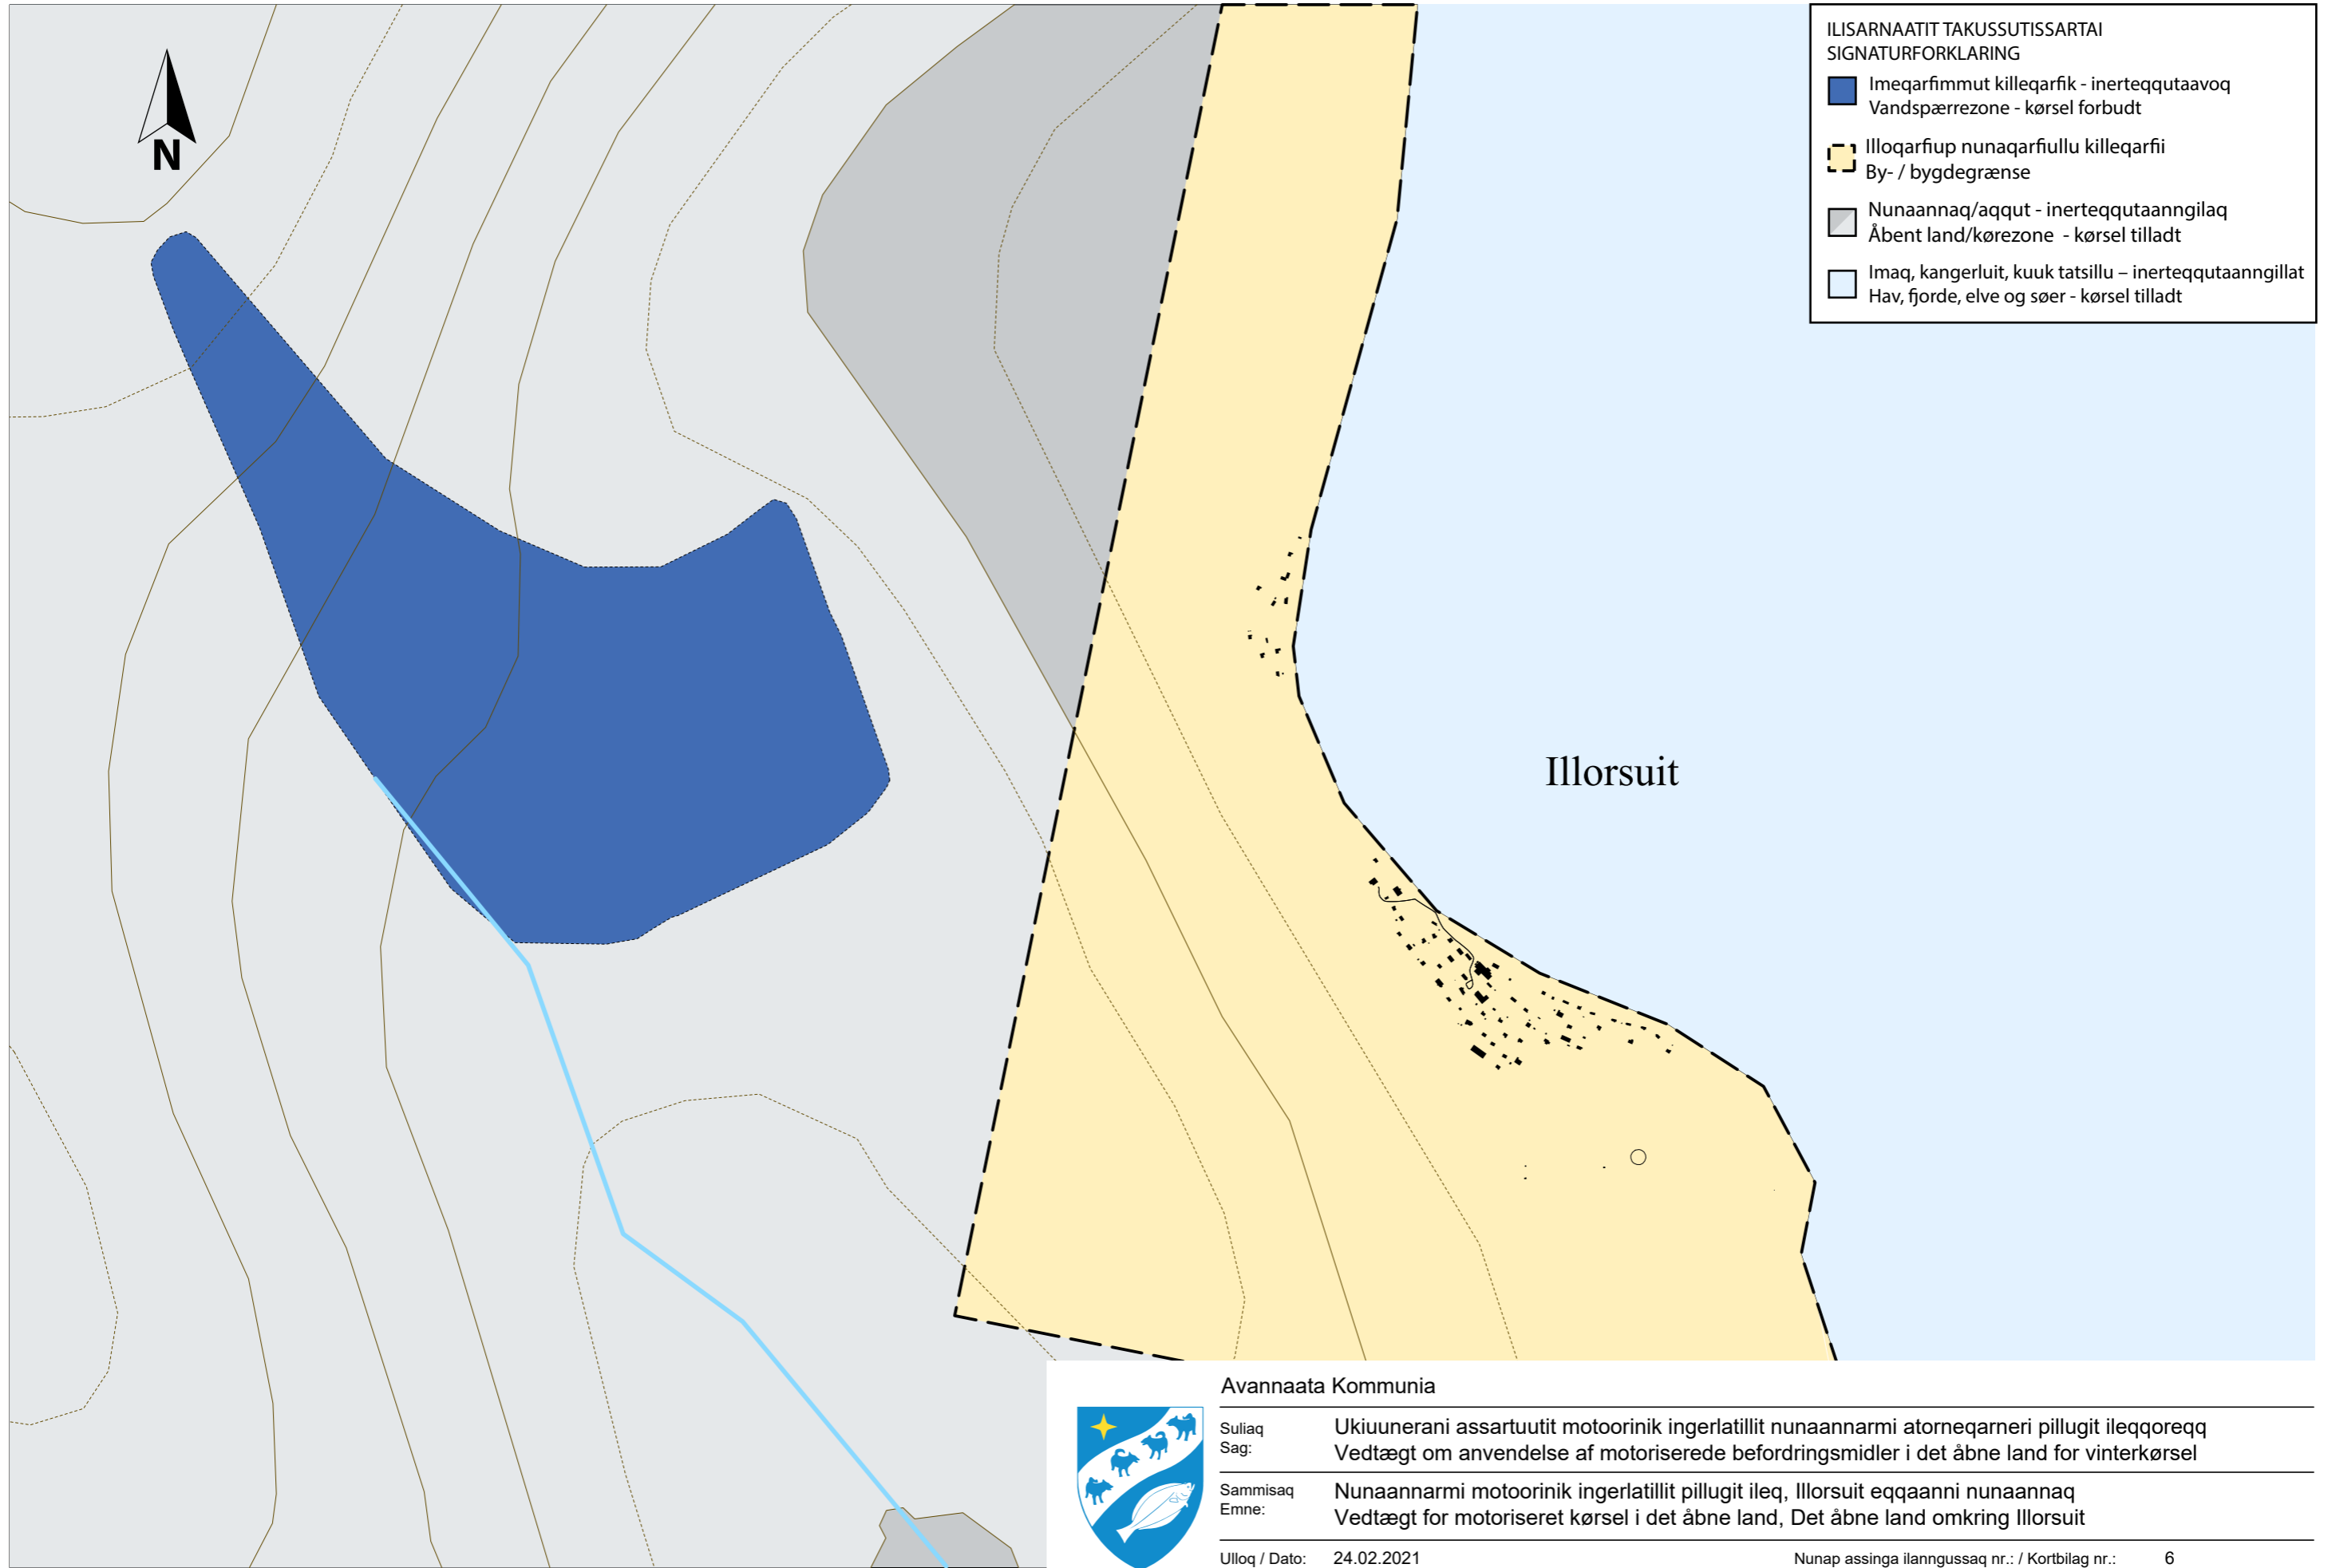 N
ILISARNAATIT TAKUSSUTISSARTAI
SIGNATURFORKLARING
Imeqarfimmut killeqarfik - inerteqqutaavoq
Vandspærrezone - kørsel forbudt
Illoqarfiup nunaqarfiullu killeqarfii
By- / bygdegrænse
Nunaannaq/aqqut - inerteqqutaanngilaq
Åbent land/kørezone - kørsel tilladt
Imaq, kangerluit, kuuk tatsillu – inerteqqutaanngillat
Hav, fjorde, elve og søer - kørsel tilladt
Illorsuit
Avannaata Kommunia
Suliaq Ukiuunerani assartuutit motoorinik ingerlatillit nunaannarmi atorneqarneri pillugit ileqqoreqq
Sag: Vedtægt om anvendelse af motoriserede befordringsmidler i det åbne land for vinterkørsel
Sammisaq Nunaannarmi motoorinik ingerlatillit pillugit ileq, Illorsuit eqqaanni nunaannaq
Emne: Vedtægt for motoriseret kørsel i det åbne land, Det åbne land omkring Illorsuit
Ulloq / Dato: 24.02.2021 Nunap assinga ilanngussaq nr.: / Kortbilag nr.: 6